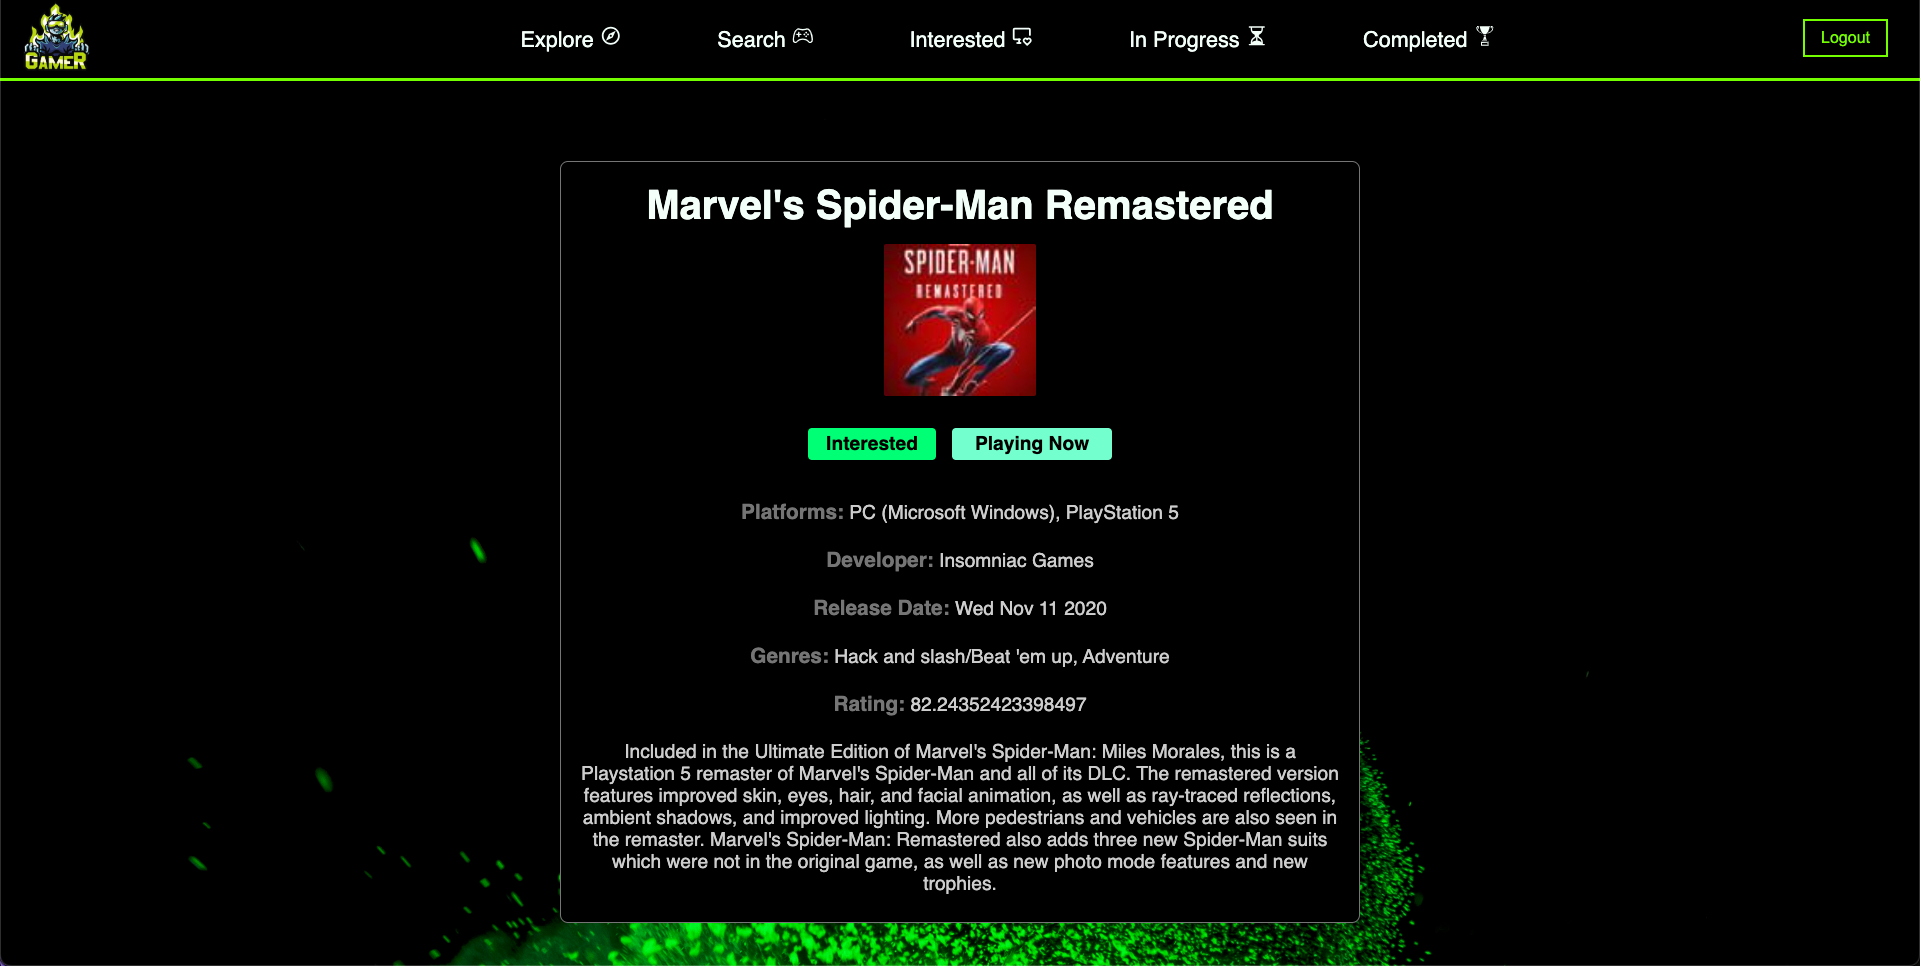 GAMER
Explore
Search
Interested
In Progress
Completed
Logout
Marvel's Spider-Man Remastered
SPIDER-MAN
REMASTERED
Interested
Playing Now
Platforms: PC (Microsoft Windows), PlayStation 5
Developer: Insomniac Games
Release Date: Wed Nov 11 2020
Genres: Hack and slash/Beat 'em up, Adventure
Rating: 82.24352423398497
Included in the Ultimate Edition of Marvel's Spider-Man: Miles Morales, this is a
Playstation 5 remaster of Marvel's Spider-Man and all of its DLC. The remastered version
features improved skin, eyes, hair, and facial animation, as well as ray-traced reflections,
ambient shadows, and improved lighting. More pedestrians and vehicles are also seen in
the remaster. Marvel's Spider-Man: Remastered also adds three new Spider-Man suits
which were not in the original game, as well as new photo mode features and new
trophies.